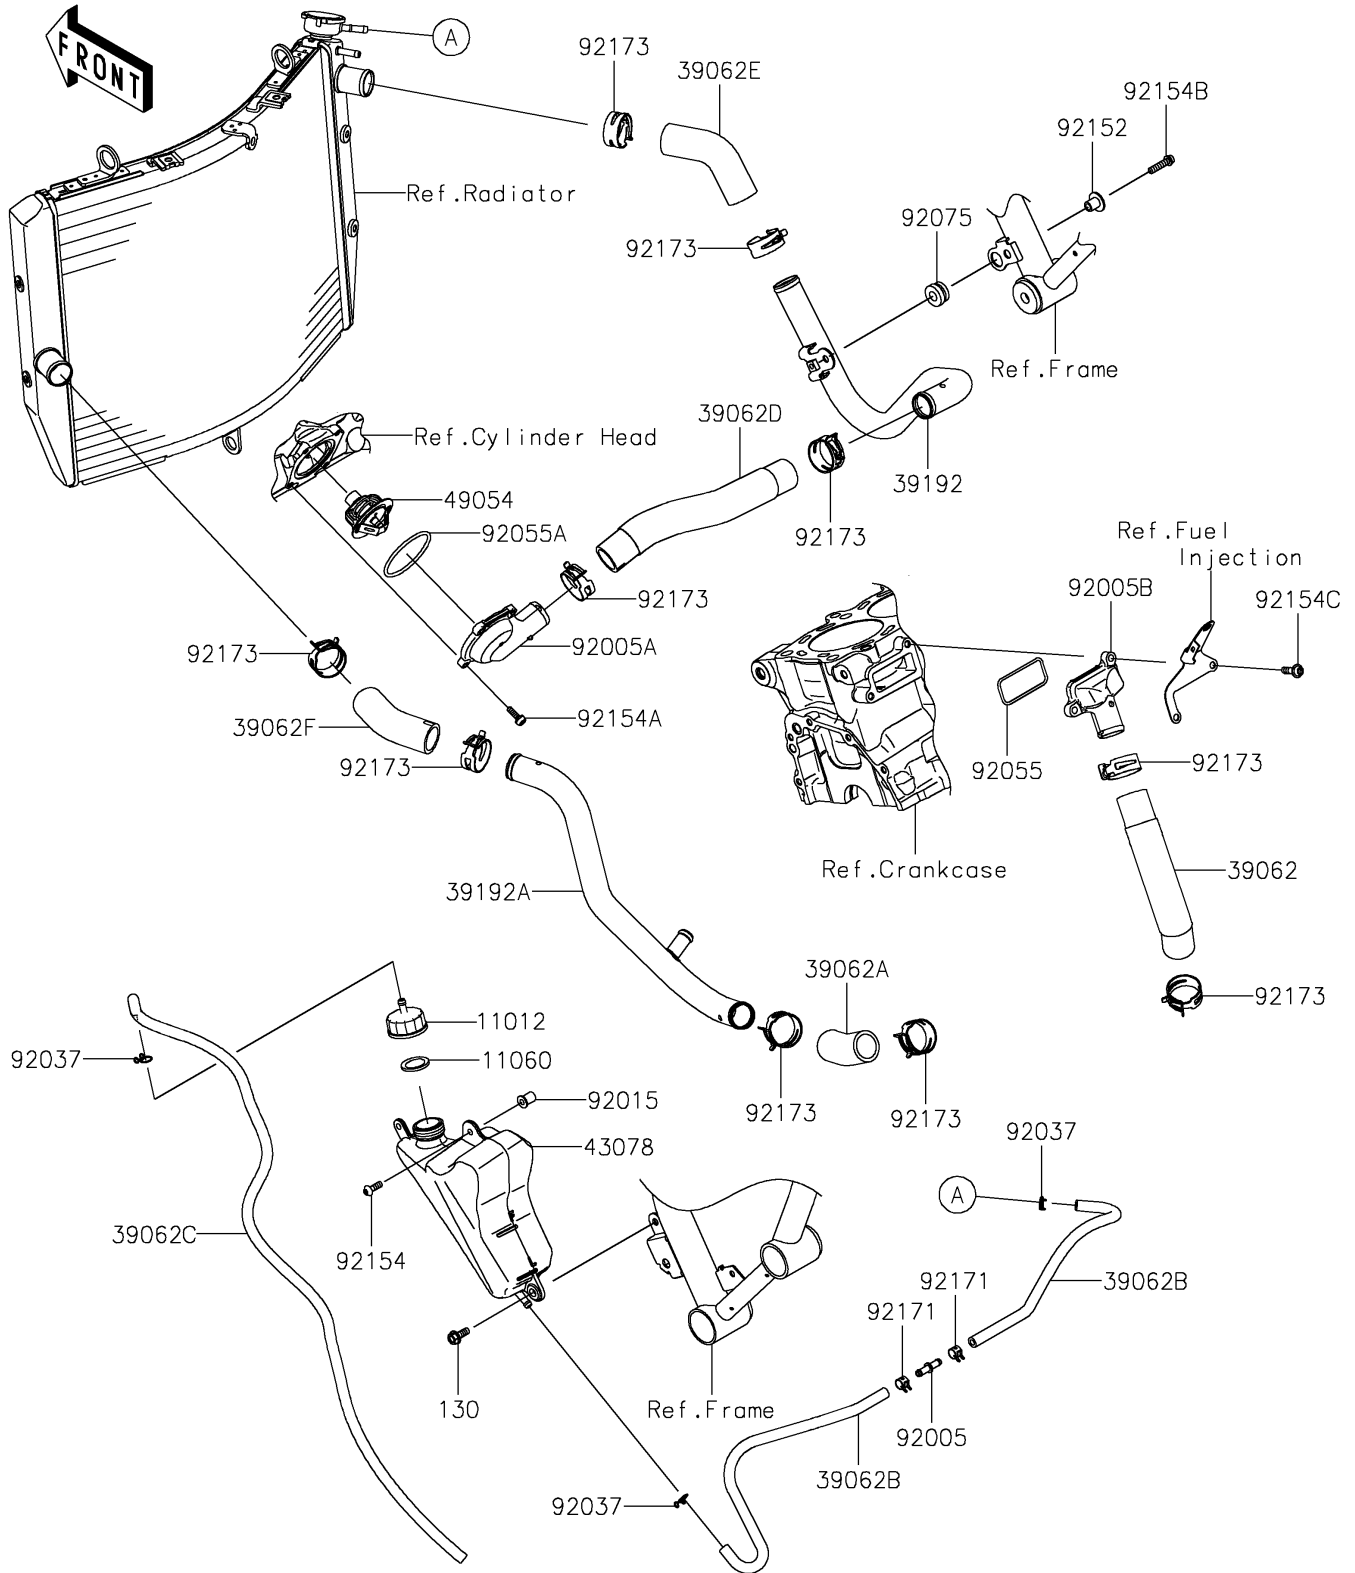 FRONT
A
92173
39062E
92154B
92152
Ref.Radiator
92173
92075
Ref.Frame
39062D
Ref.Cylinder Head
49054
39192
92055A
92173
Ref.Fuel
Injection
92173
92005B
92154C
92173
92005A
92154A
39062F
92173
92055
92173
Ref.Crankcase
39062
39192A
39062A
92173
11012
92037
11060
92015
92173
92173
43078
92037
A
39062C
92154
92171
39062B
92171
130
Ref.Frame
92005
39062B
92037